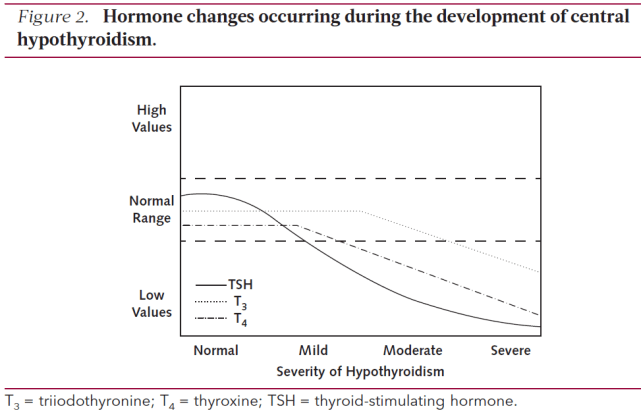 Figure 2. Hormone changes occurring during the development of central
hypothyroidism.
High
Values
Normal
Range
Low
Values
TSH
T3
T4
Normal Mild Moderate Severe
Severity of Hypothyroidism
T3 = triiodothyronine; T4 = thyroxine; TSH = thyroid-stimulating hormone.